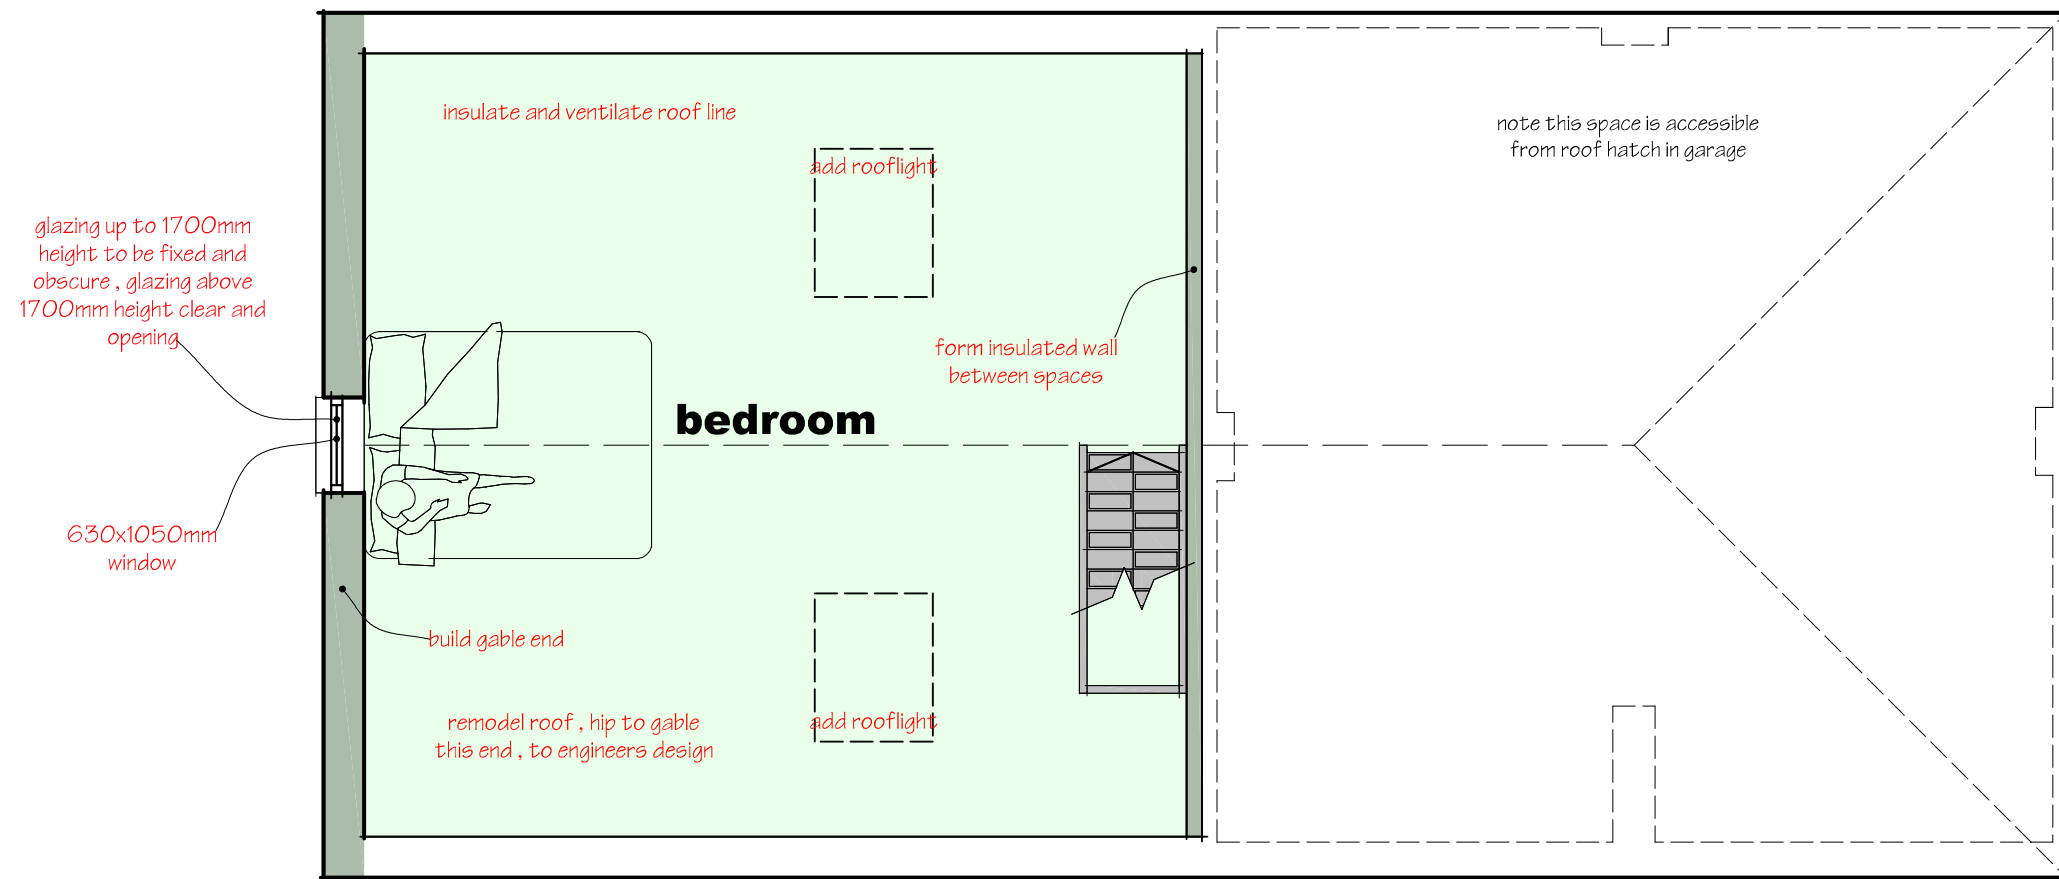 insulate and ventilate roof line
add rooflight
note this space is accessible
from roof hatch in garage
glazing up to 1700mm
height to be fixed and
obscure , glazing above
1700mm height clear and
opening
form insulated wall
between spaces
bedroom
630x1050mm
window
build gable end
remodel roof , hip to gable
this end , to engineers design
add rooflight